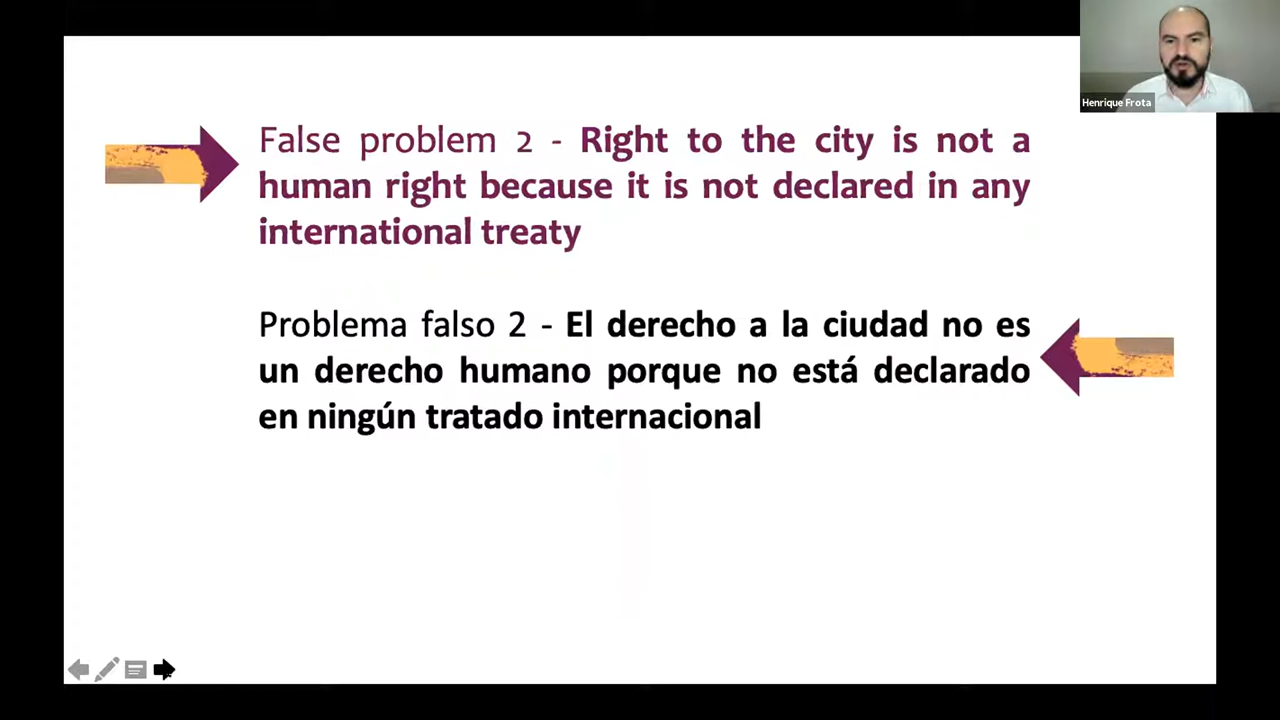 Henrique Frota
False problem 2 - Right to the city is not a
human right because it is not declared in any
international treaty
Problema falso 2 - El derecho a la ciudad no es
un derecho humano porque no está declarado
en ningún tratado internacional